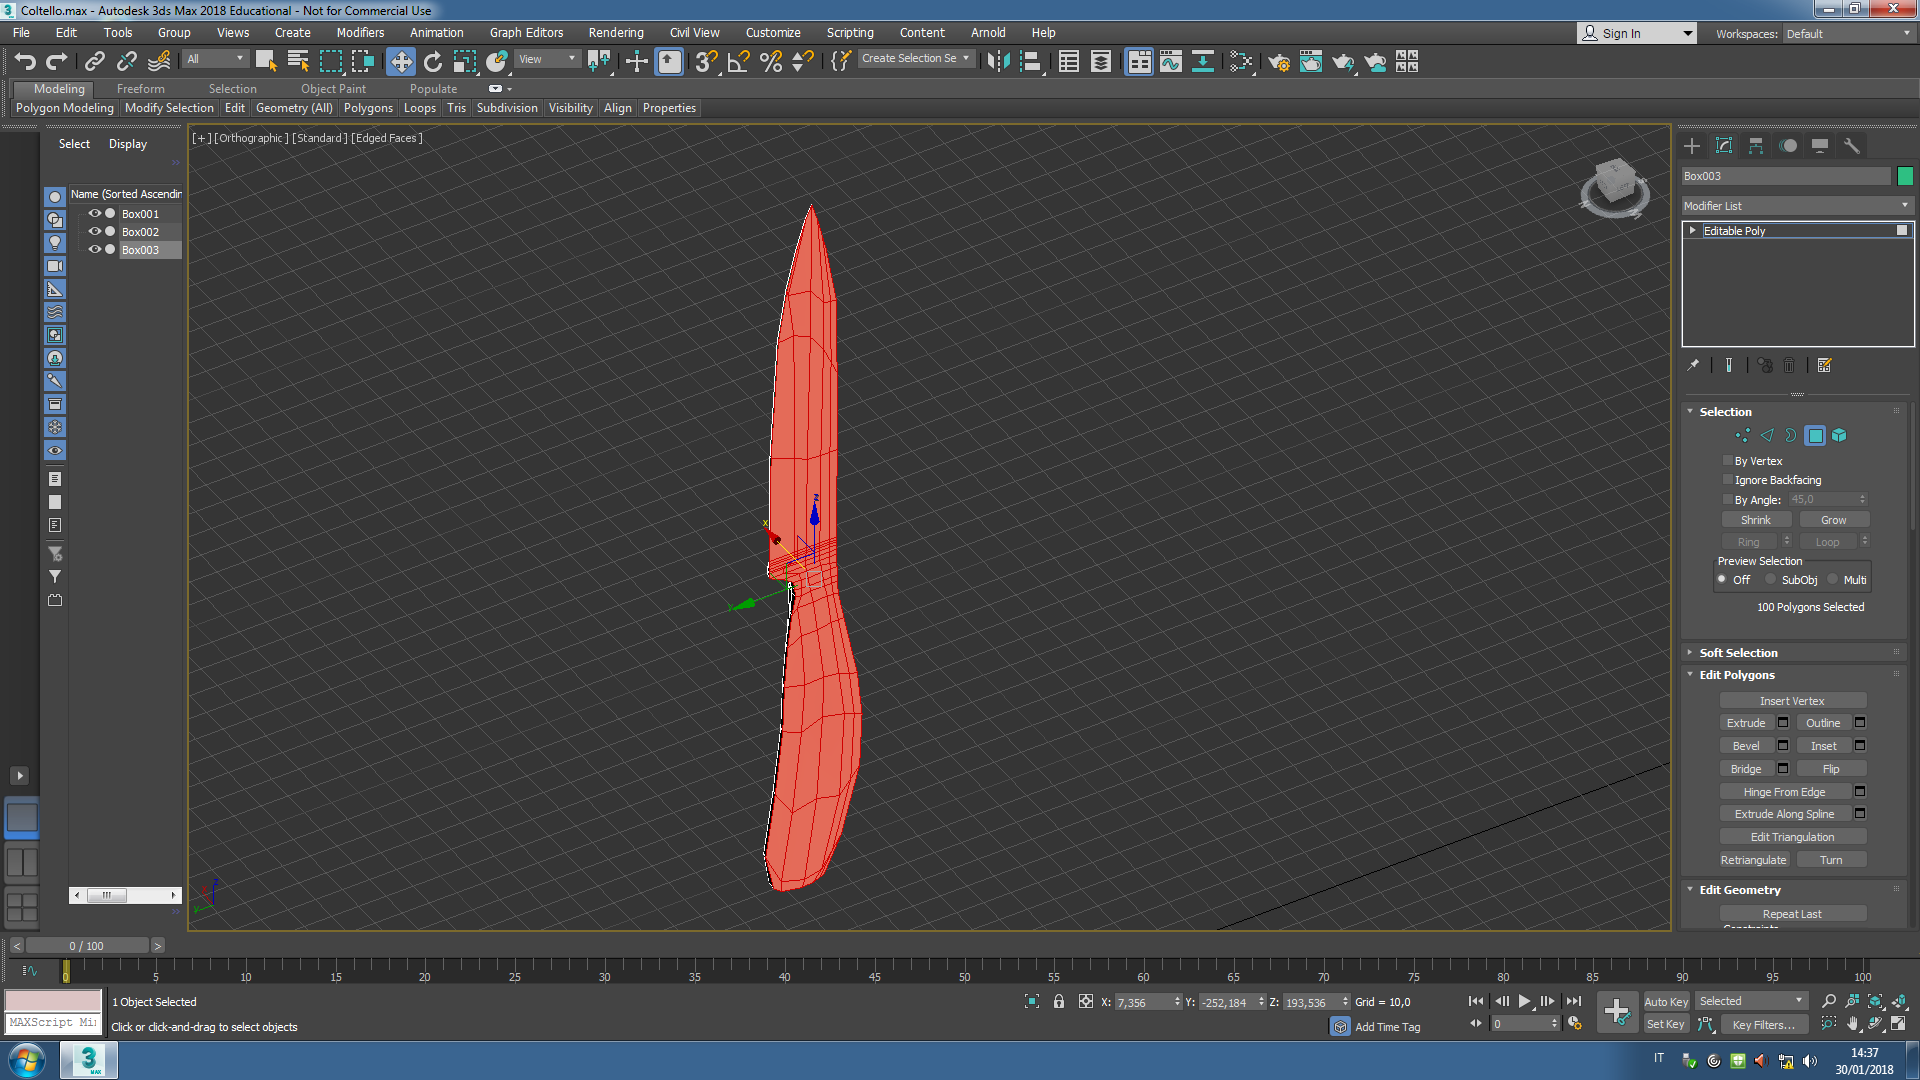 Coltello.max - Autodesk 3ds Max 2018 Educational - Not for Commercial Use
File Edit Tools Group Views Create Modifiers Animation Graph Editors Rendering Civil View Customize Scripting Content Arnold Help
Sign In Workspaces: Default
All View Create Selection Se
Modeling Freeform Selection Object Paint Populate
Polygon Modeling Modify Selection Edit Geometry (All) Polygons Loops Tris Subdivision Visibility Align Properties
Select Display
Name (Sorted Ascendin
Box001
Box002
Box003
[+] [Orthographic] [Standard] [Edged Faces]
x
y
z
Box003
Modifier List
Editable Poly
Selection
By Vertex
Ignore Backfacing
By Angle: 45,0
Shrink Grow
Ring Loop
Preview Selection
Off SubObj Multi
100 Polygons Selected
Soft Selection
Edit Polygons
Insert Vertex
Extrude Outline
Bevel Inset
Bridge Flip
Hinge From Edge
Extrude Along Spline
Edit Triangulation
Retriangulate Turn
Edit Geometry
Repeat Last
Constraints
< 0 / 100 >
0 5 10 15 20 25 30 35 40 45 50 55 60 65 70 75 80 85 90 95 100
1 Object Selected
X: 7,356 Y: -252,184 Z: 193,536 Grid = 10,0
Auto Key Selected
MAXScript Mi
Click or click-and-drag to select objects
Add Time Tag
0
Set Key Key Filters...
3 MAX
IT
14:37
30/01/2018